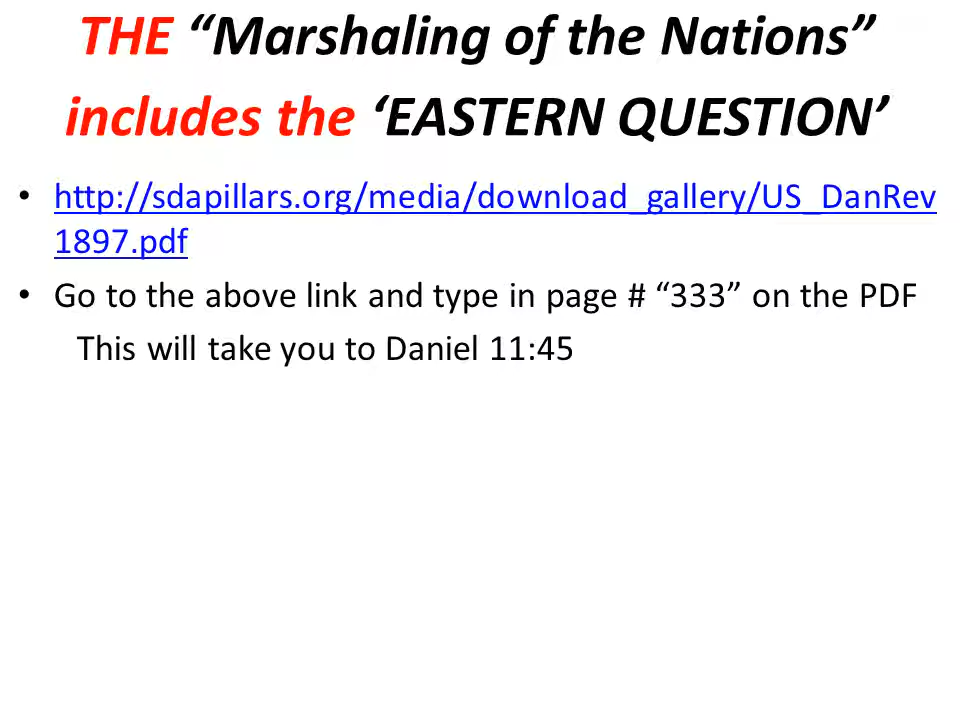 THE “Marshaling of the Nations”
includes the ‘EASTERN QUESTION’
• http://sdapillars.org/media/download_gallery/US_DanRev
1897.pdf
• Go to the above link and type in page # “333” on the PDF
This will take you to Daniel 11:45